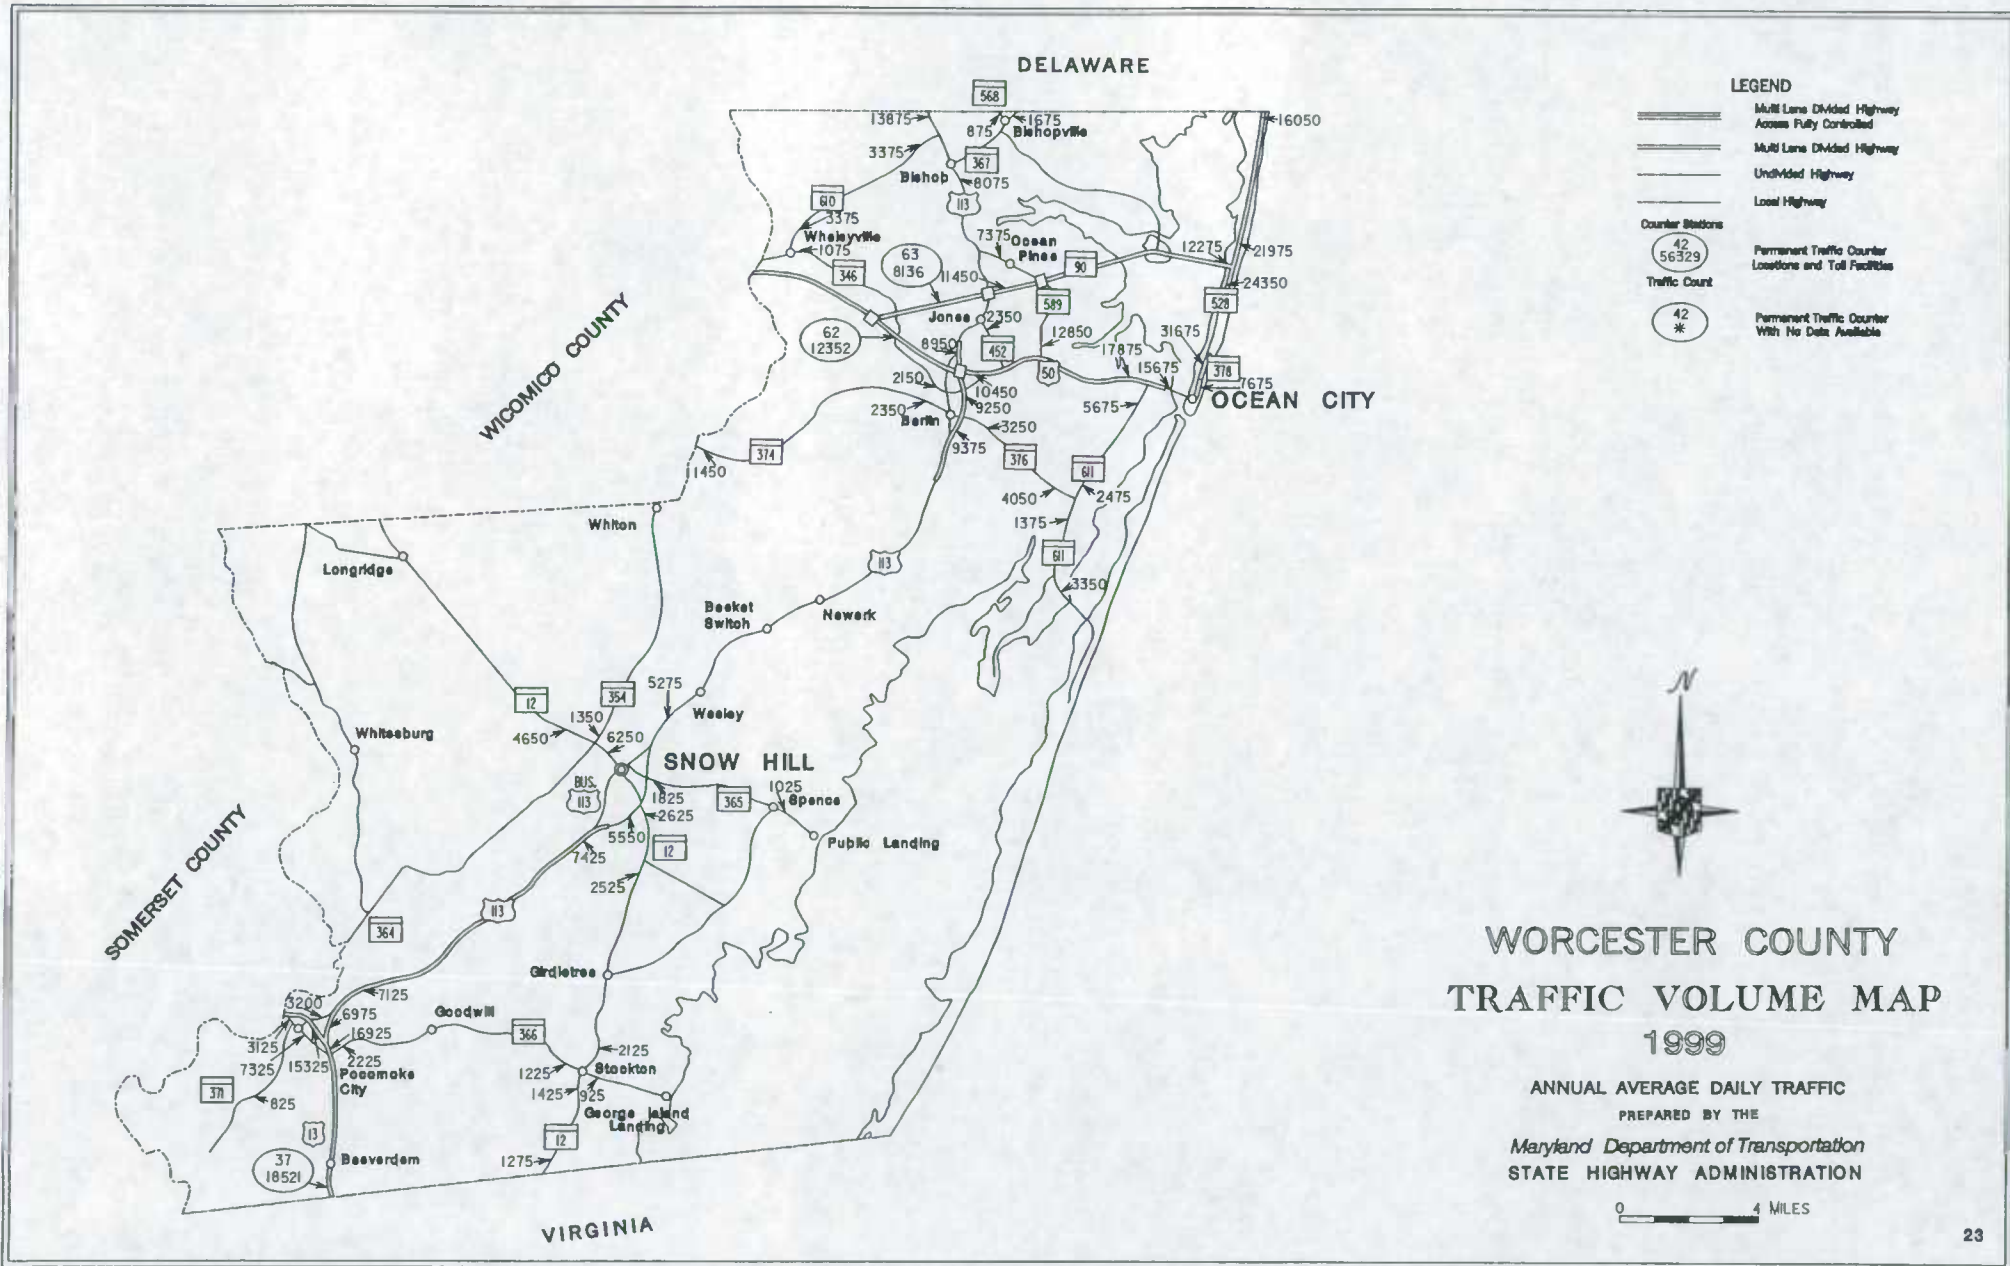 DELAWARE
568
13875
1675
875
Bishopville
16050
3375
367
Bishop
8075
610
113
3375
Whaleyville
1075
7375
Ocean
Pines
12275
21975
63
8136
90
346
11450
24350
589
528
Jones
2350
62
12352
12850
31675
8950
452
17875
15675
50
378
2150
10450
7675
OCEAN CITY
2350
9250
5675
Berlin
3250
9375
374
376
611
1450
4050
2475
1375
WICOMICO COUNTY
Whiton
Longridge
113
611
3350
Basket
Switch
Newark
354
5275
12
Wesley
1350
4650
6250
Whitesburg
SNOW HILL
BUS.
113
1825
1025
365
Spence
2625
5550
Public Landing
7425
12
2525
SOMERSET COUNTY
113
364
Girdletree
7125
3200
6975
Goodwill
16925
366
3125
2225
2125
7325
15325
Pocomoke
City
1225
Stockton
371
825
1425
925
George Island
Landing
13
12
37
18521
Beaverdam
1275
VIRGINIA
LEGEND
Multi Lane Divided Highway
Access Fully Controlled
Multi Lane Divided Highway
Undivided Highway
Local Highway
Counter Stations
42
56329
Permanent Traffic Counter
Locations and Toll Facilities
Traffic Count
42
*
Permanent Traffic Counter
With No Data Available
N
WORCESTER COUNTY
TRAFFIC VOLUME MAP
1999
ANNUAL AVERAGE DAILY TRAFFIC
PREPARED BY THE
Maryland Department of Transportation
STATE HIGHWAY ADMINISTRATION
0 4 MILES
23